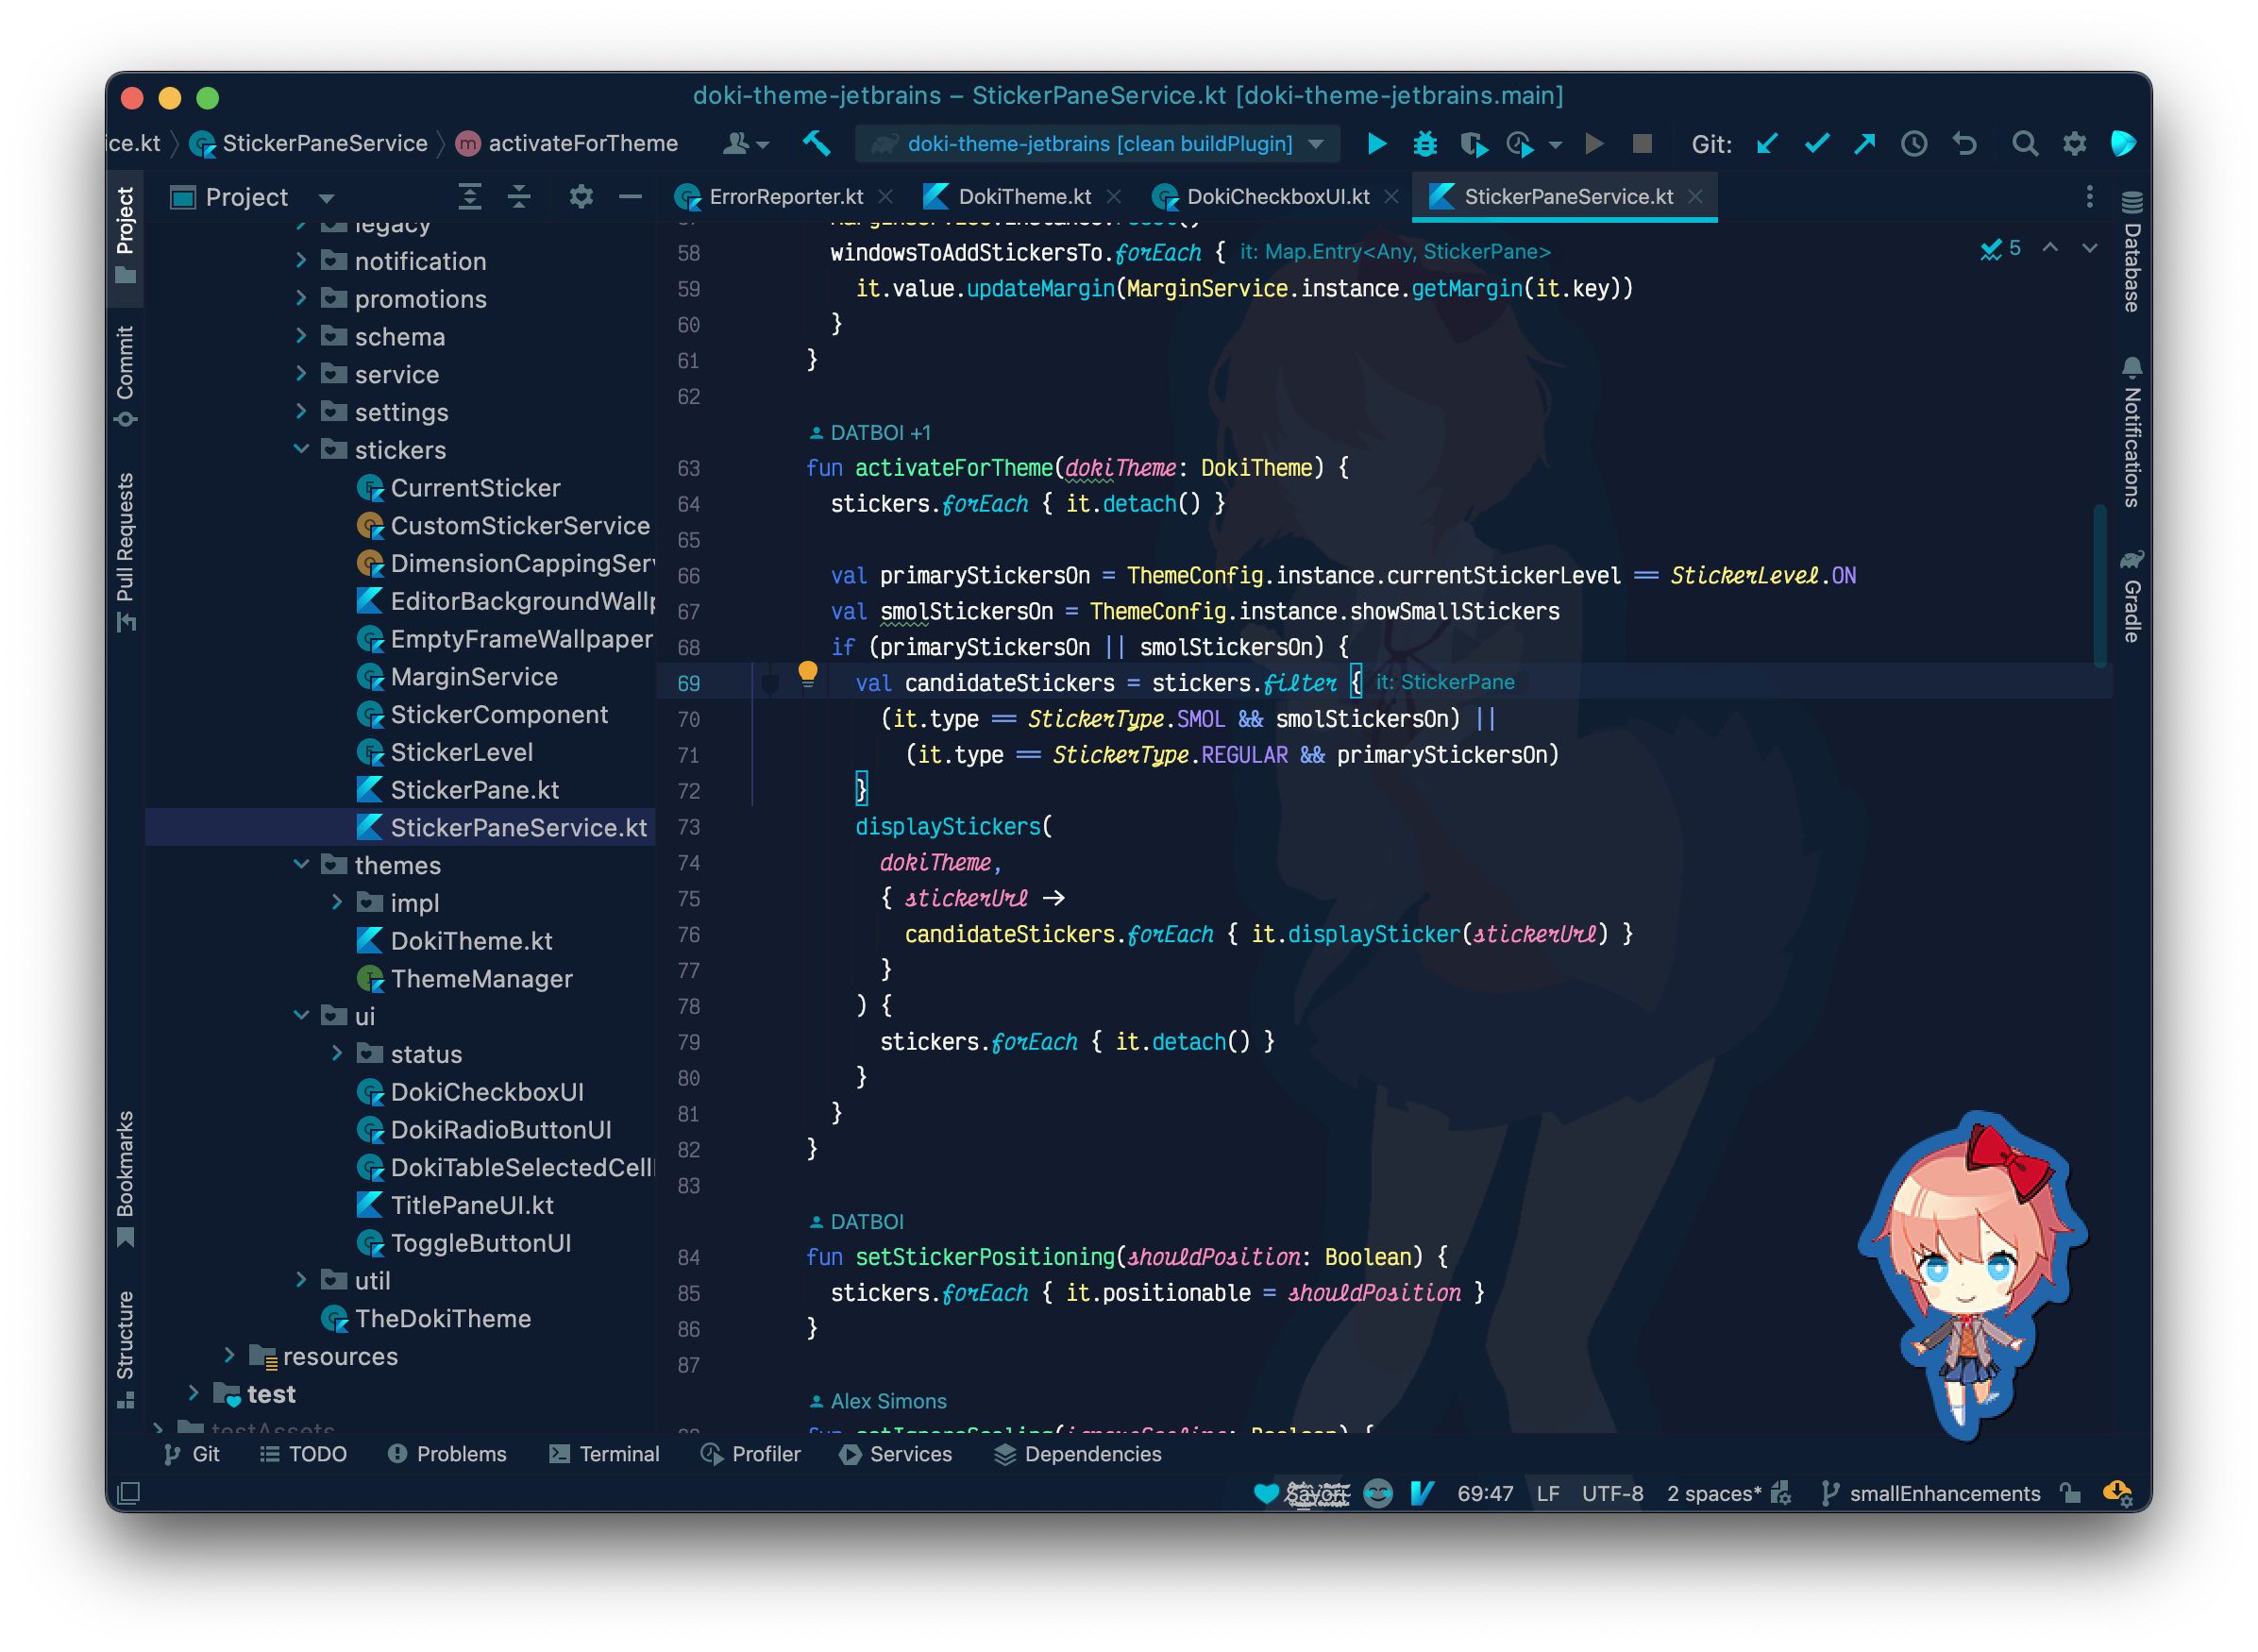 doki-theme-jetbrains – StickerPaneService.kt [doki-theme-jetbrains.main]
ice.kt StickerPaneService m activateForTheme doki-theme-jetbrains [clean buildPlugin] Git:
Project
ErrorReporter.kt DokiTheme.kt DokiCheckboxUI.kt StickerPaneService.kt
Project
Commit
Pull Requests
Bookmarks
Structure
legacy
notification
promotions
schema
service
settings
stickers
CurrentSticker
CustomStickerService
DimensionCappingServ
EditorBackgroundWallp
EmptyFrameWallpaper
MarginService
StickerComponent
StickerLevel
StickerPane.kt
StickerPaneService.kt
themes
impl
DokiTheme.kt
ThemeManager
ui
status
DokiCheckboxUI
DokiRadioButtonUI
DokiTableSelectedCell
TitlePaneUI.kt
ToggleButtonUI
util
TheDokiTheme
resources
test
testAssets
5
58 windowsToAddStickersTo.forEach { it: Map.Entry<Any, StickerPane>
59 it.value.updateMargin(MarginService.instance.getMargin(it.key))
60 }
61 }
62
DATBOI +1
63 fun activateForTheme(dokiTheme: DokiTheme) {
64 stickers.forEach { it.detach() }
65
66 val primaryStickersOn = ThemeConfig.instance.currentStickerLevel == StickerLevel.ON
67 val smolStickersOn = ThemeConfig.instance.showSmallStickers
68 if (primaryStickersOn || smolStickersOn) {
69 val candidateStickers = stickers.filter { it: StickerPane
70 (it.type == StickerType.SMOL && smolStickersOn) ||
71 (it.type == StickerType.REGULAR && primaryStickersOn)
72 }
73 displayStickers(
74 dokiTheme,
75 { stickerUrl ->
76 candidateStickers.forEach { it.displaySticker(stickerUrl) }
77 }
78 ) {
79 stickers.forEach { it.detach() }
80 }
81 }
82 }
83
DATBOI
84 fun setStickerPositioning(shouldPosition: Boolean) {
85 stickers.forEach { it.positionable = shouldPosition }
86 }
87
Alex Simons
Database
Notifications
Gradle
Git TODO Problems Terminal Profiler Services Dependencies
Sayori 69:47 LF UTF-8 2 spaces* smallEnhancements